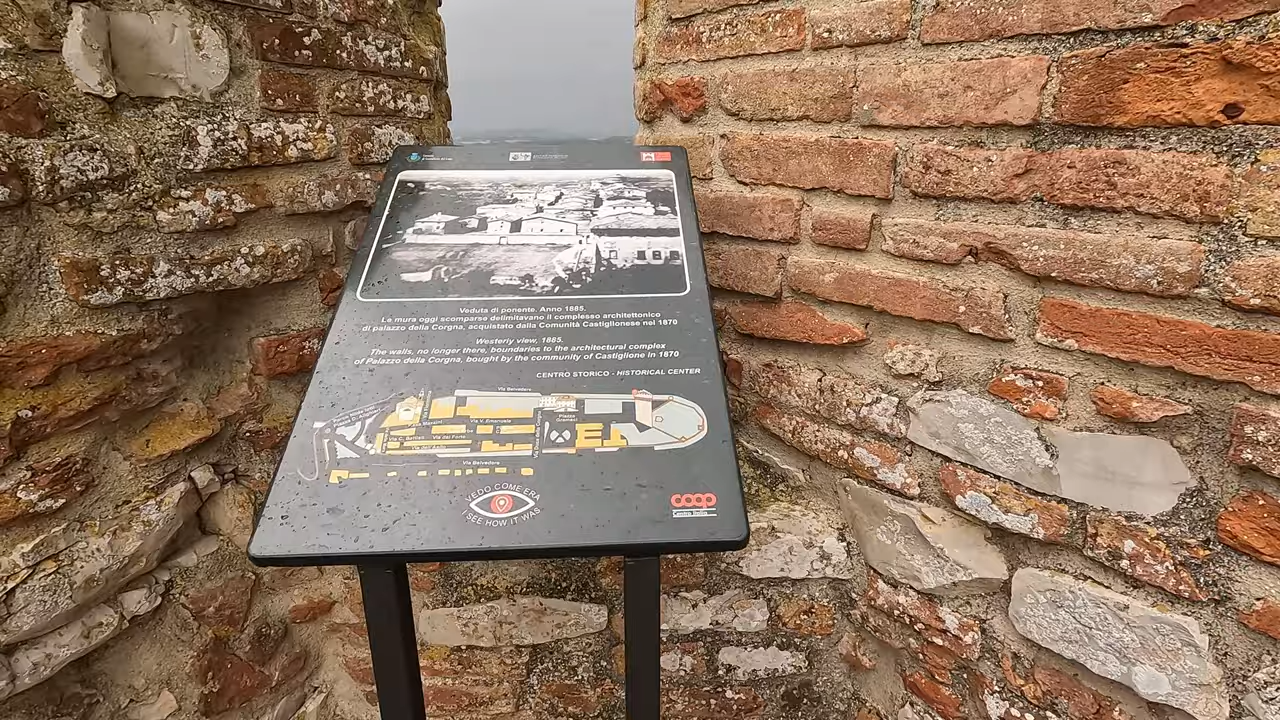 Veduta di ponente. Anno 1885.
Le mura oggi scomparse delimitavano il complesso architettonico
di palazzo della Corgna, acquistato dalla Comunità Castiglionese nel 1870
Westerly view, 1885.
The walls, no longer there, boundaries to the architectural complex
of Palazzo della Corgna, bought by the community of Castiglione in 1870
CENTRO STORICO - HISTORICAL CENTER
Via Belvedere
Via V. Emanuele
Via del Forte
Via Belvedere
VEDO COME ERA
I SEE HOW IT WAS
coop
Centro Italia